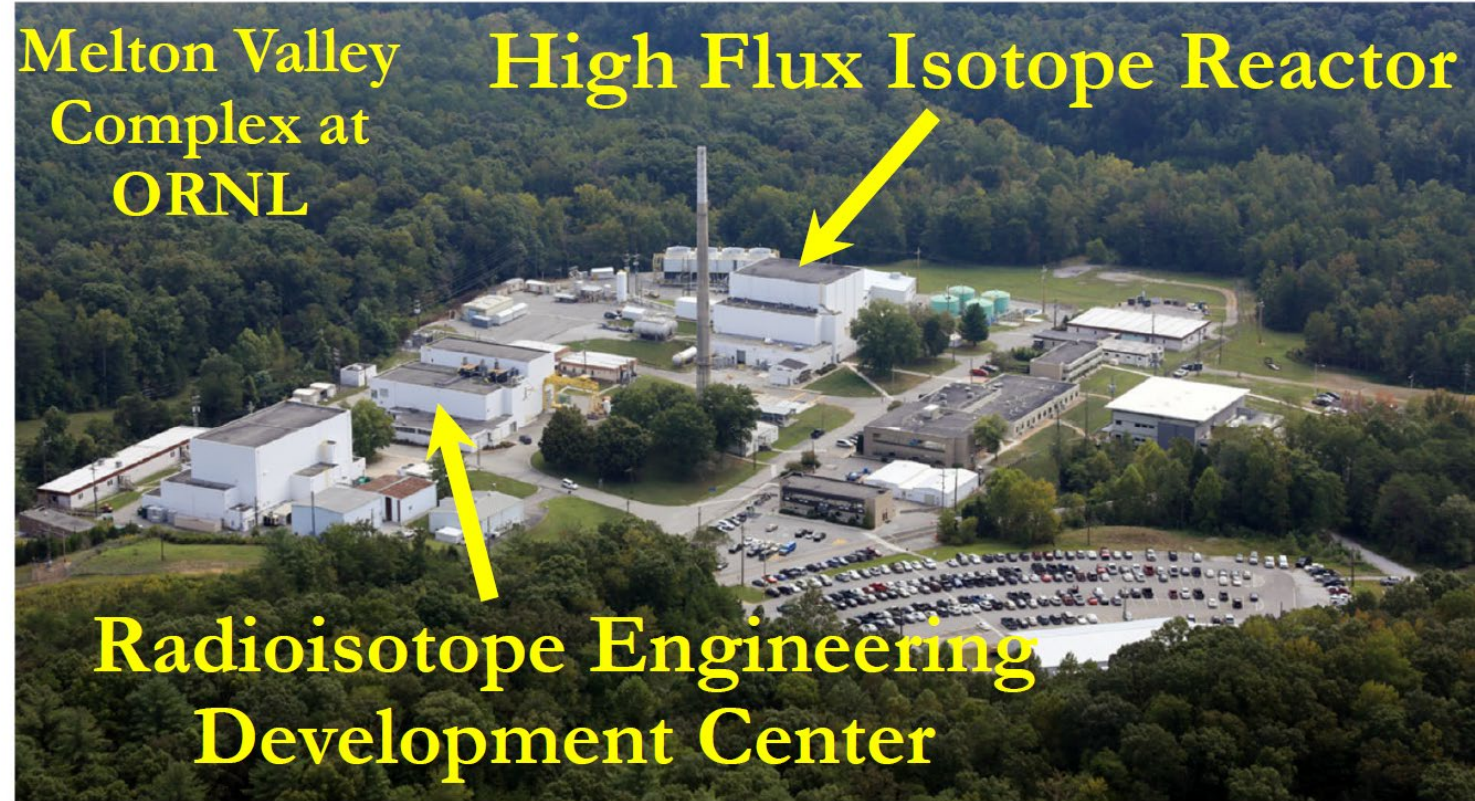 Melton Valley
Complex at
ORNL
High Flux Isotope Reactor
Radioisotope Engineering
Development Center